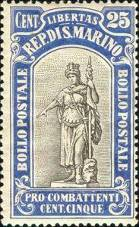 CENT. LIBERTAS 25
REP. DI S. MARINO
BOLLO POSTALE
BOLLO POSTALE
PRO COMBATTENTI
CENT. CINQUE